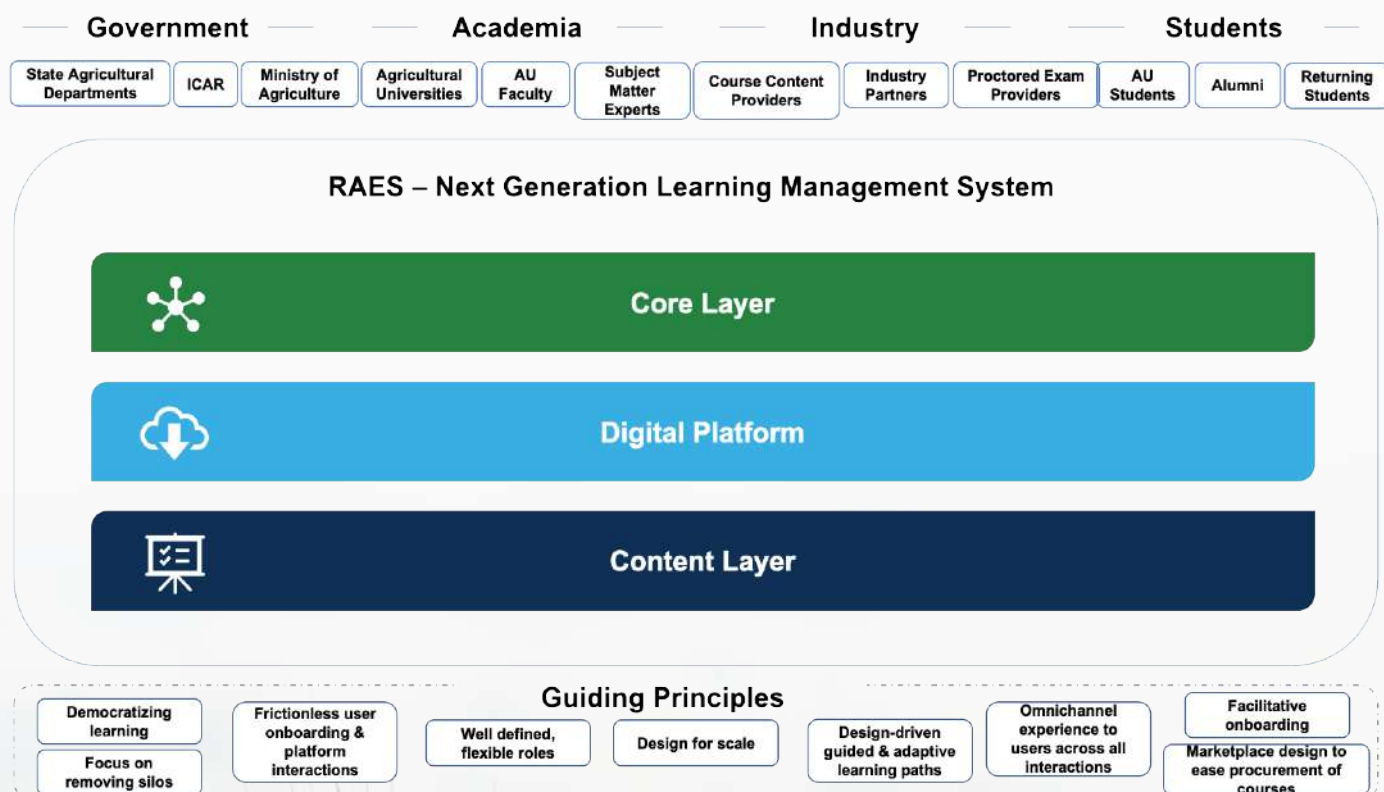 Government
Academia
Industry
Students
State Agricultural
Departments
ICAR
Ministry of
Agriculture
Agricultural
Universities
AU
Faculty
Subject
Matter
Experts
Course Content
Providers
Industry
Partners
Proctored Exam
Providers
AU
Students
Alumni
Returning
Students
RAES – Next Generation Learning Management System
Core Layer
Digital Platform
Content Layer
Guiding Principles
Democratizing
learning
Focus on
removing silos
Frictionless user
onboarding &
platform
interactions
Well defined,
flexible roles
Design for scale
Design-driven
guided & adaptive
learning paths
Omnichannel
experience to
users across all
interactions
Facilitative
onboarding
Marketplace design to
ease procurement of
courses